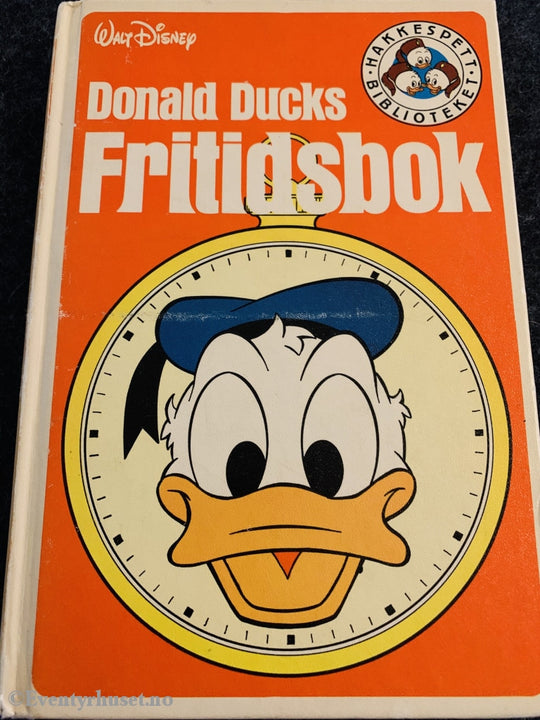 WALT DISNEY
HAKKESPETT
BIBLIOTEKET
Donald Ducks
Fritidsbok
©Eventyrhuset.no